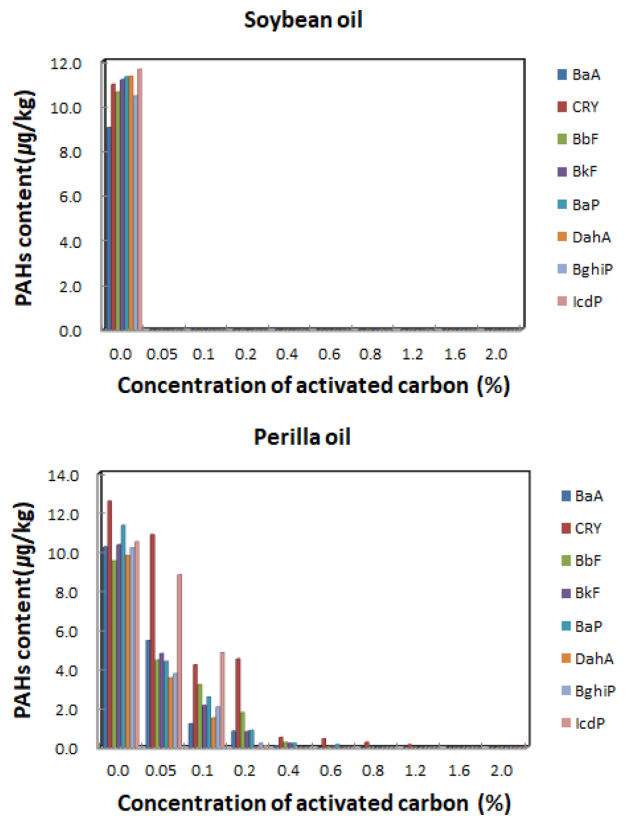 Soybean oil
PAHs content(µg/kg)
12.0
10.0
8.0
6.0
4.0
2.0
0.0
0.0 0.05 0.1 0.2 0.4 0.6 0.8 1.2 1.6 2.0
Concentration of activated carbon (%)
BaA
CRY
BbF
BkF
BaP
DahA
BghiP
IcdP
Perilla oil
PAHs content(µg/kg)
14.0
12.0
10.0
8.0
6.0
4.0
2.0
0.0
0.0 0.05 0.1 0.2 0.4 0.6 0.8 1.2 1.6 2.0
Concentration of activated carbon (%)
BaA
CRY
BbF
BkF
BaP
DahA
BghiP
IcdP